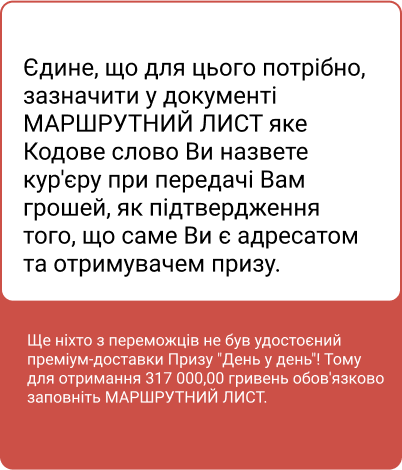 Єдине, що для цього потрібно,
зазначити у документі
МАРШРУТНИЙ ЛИСТ яке
Кодове слово Ви назвете
кур'єру при передачі Вам
грошей, як підтвердження
того, що саме Ви є адресатом
та отримувачем призу.
Ще ніхто з переможців не був удостоєний
преміум-доставки Призу "День у день"! Тому
для отримання 317 000,00 гривень обов'язково
заповніть МАРШРУТНИЙ ЛИСТ.